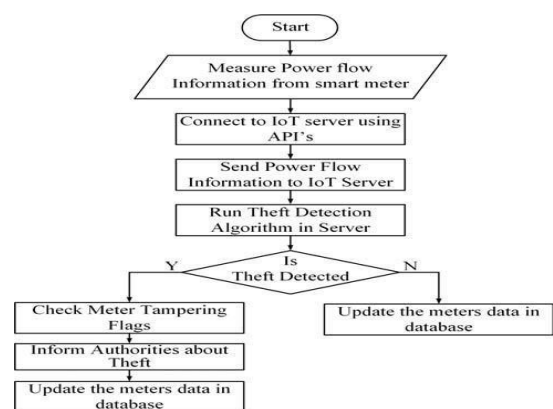 Start
Measure Power flow
Information from smart meter
Connect to IoT server using
API's
Send Power Flow
Information to IoT Server
Run Theft Detection
Algorithm in Server
Is
Theft Detected
Y
N
Check Meter Tampering
Flags
Inform Authorities about
Theft
Update the meters data in
database
Update the meters data in
database